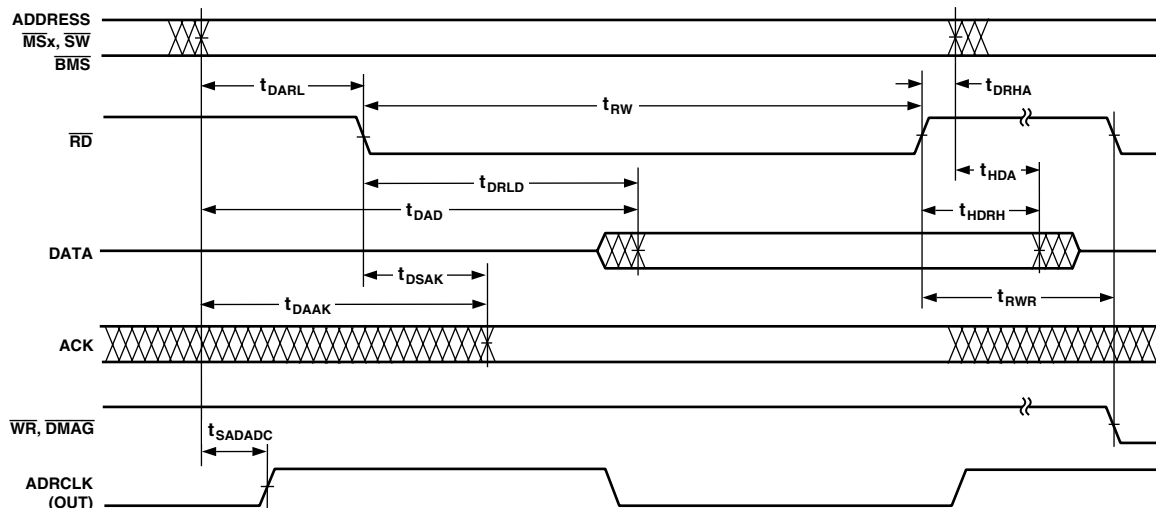 ADDRESS
MSx, SW
BMS
tDARL
tRW
tDRHA
RD
tDRLD
tHDA
tDAD
tHDRH
DATA
tDSAK
tDAAK
tRWR
ACK
WR, DMAG
tSADADC
ADRCLK
(OUT)